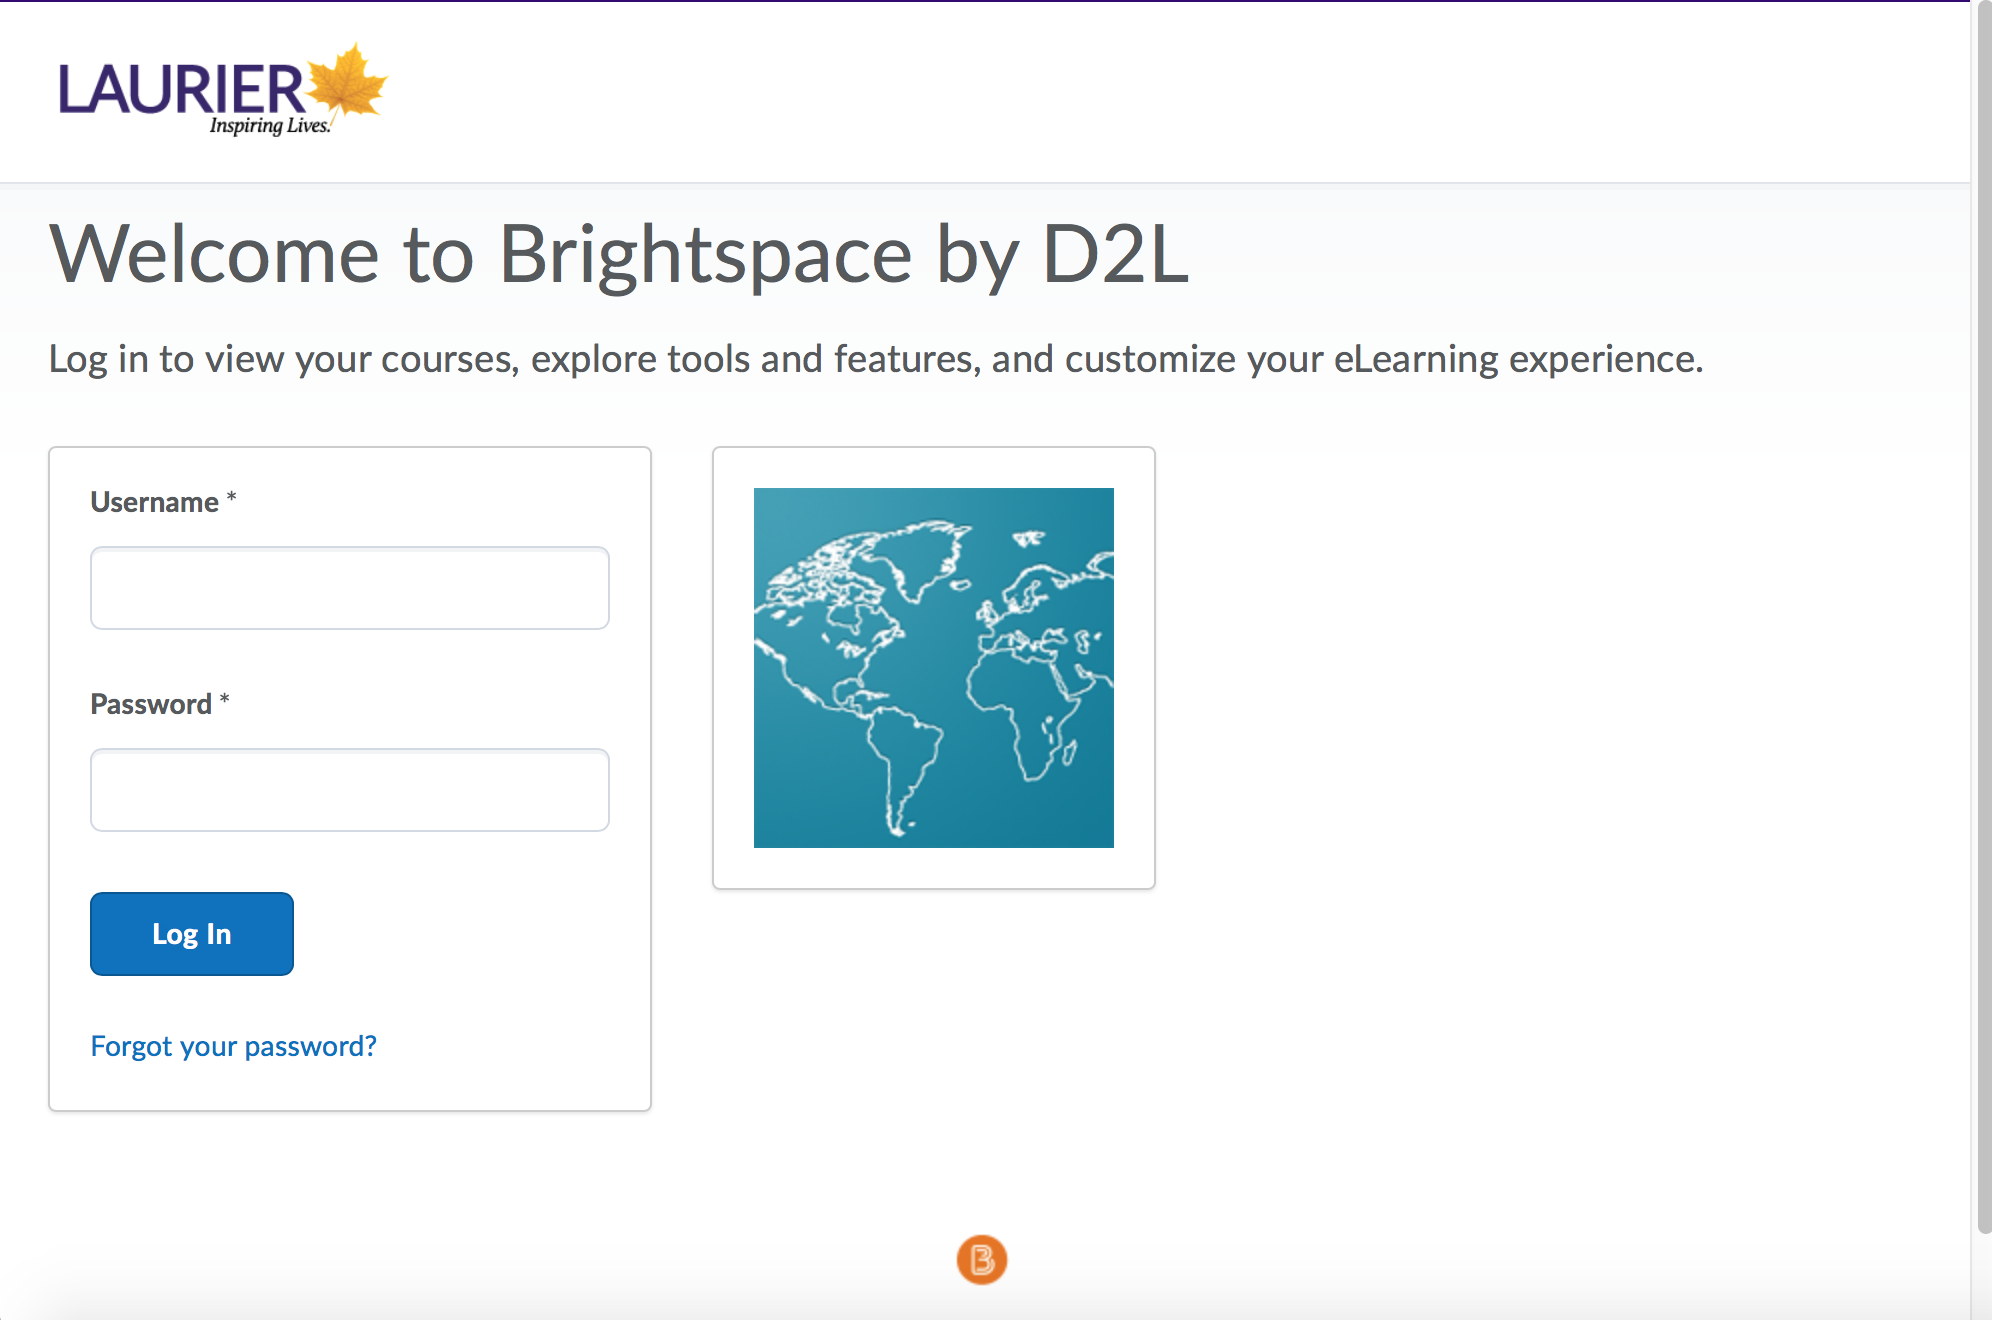 LAURIER
Inspiring Lives.
Welcome to Brightspace by D2L
Log in to view your courses, explore tools and features, and customize your eLearning experience.
Username *
Password *
Log In
Forgot your password?
B